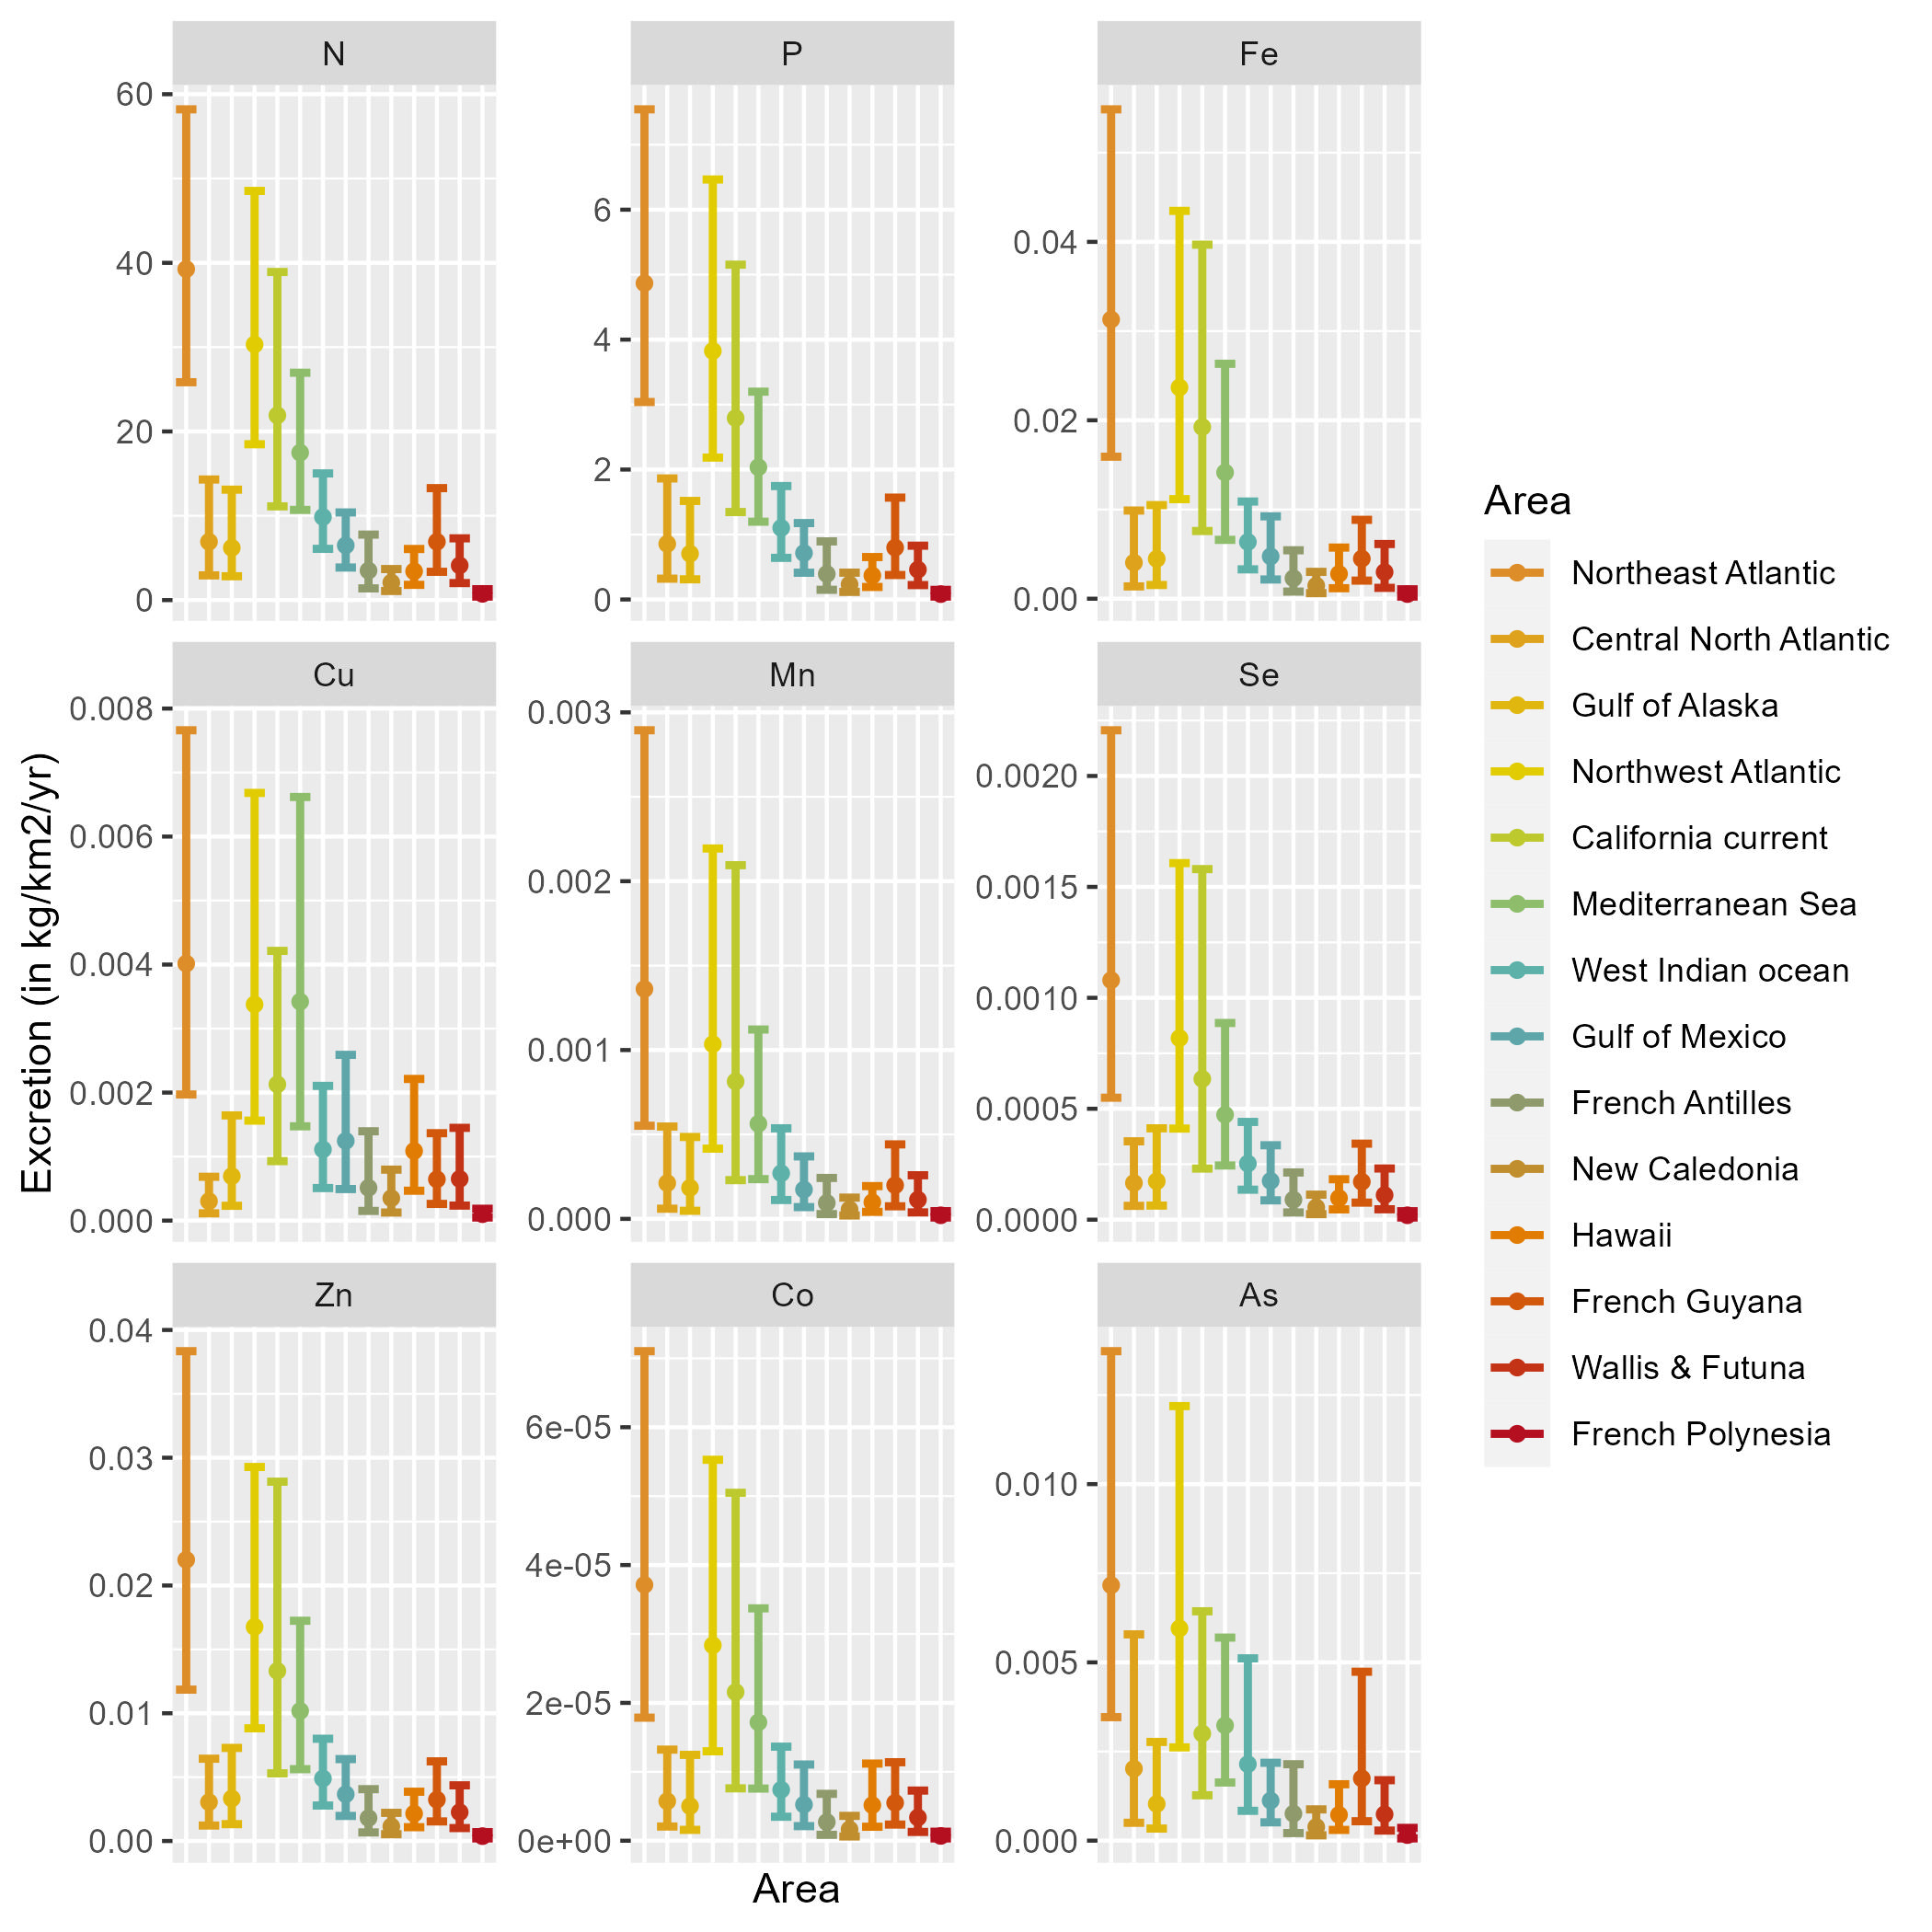 N P Fe
60
40
20
0
6
4
2
0
0.04
0.02
0.00
Cu Mn Se
0.008
0.006
0.004
0.002
0.000
0.003
0.002
0.001
0.000
0.0020
0.0015
0.0010
0.0005
0.0000
Zn Co As
0.04
0.03
0.02
0.01
0.00
6e-05
4e-05
2e-05
0e+00
0.010
0.005
0.000
Excretion (in kg/km2/yr)
Area
Area
Northeast Atlantic
Central North Atlantic
Gulf of Alaska
Northwest Atlantic
California current
Mediterranean Sea
West Indian ocean
Gulf of Mexico
French Antilles
New Caledonia
Hawaii
French Guyana
Wallis & Futuna
French Polynesia